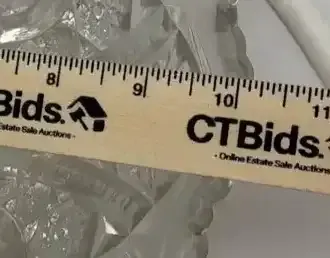 8 9 10 11
Bids.
Estate Sale Auctions -
CTBids.
- Online Estate Sale Auctions